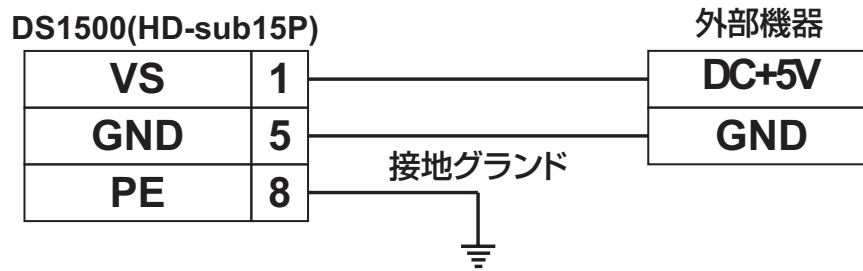 DS1500(HD-sub15P)
外部機器
VS 1 DC+5V
GND 5 GND
接地グランド
PE 8